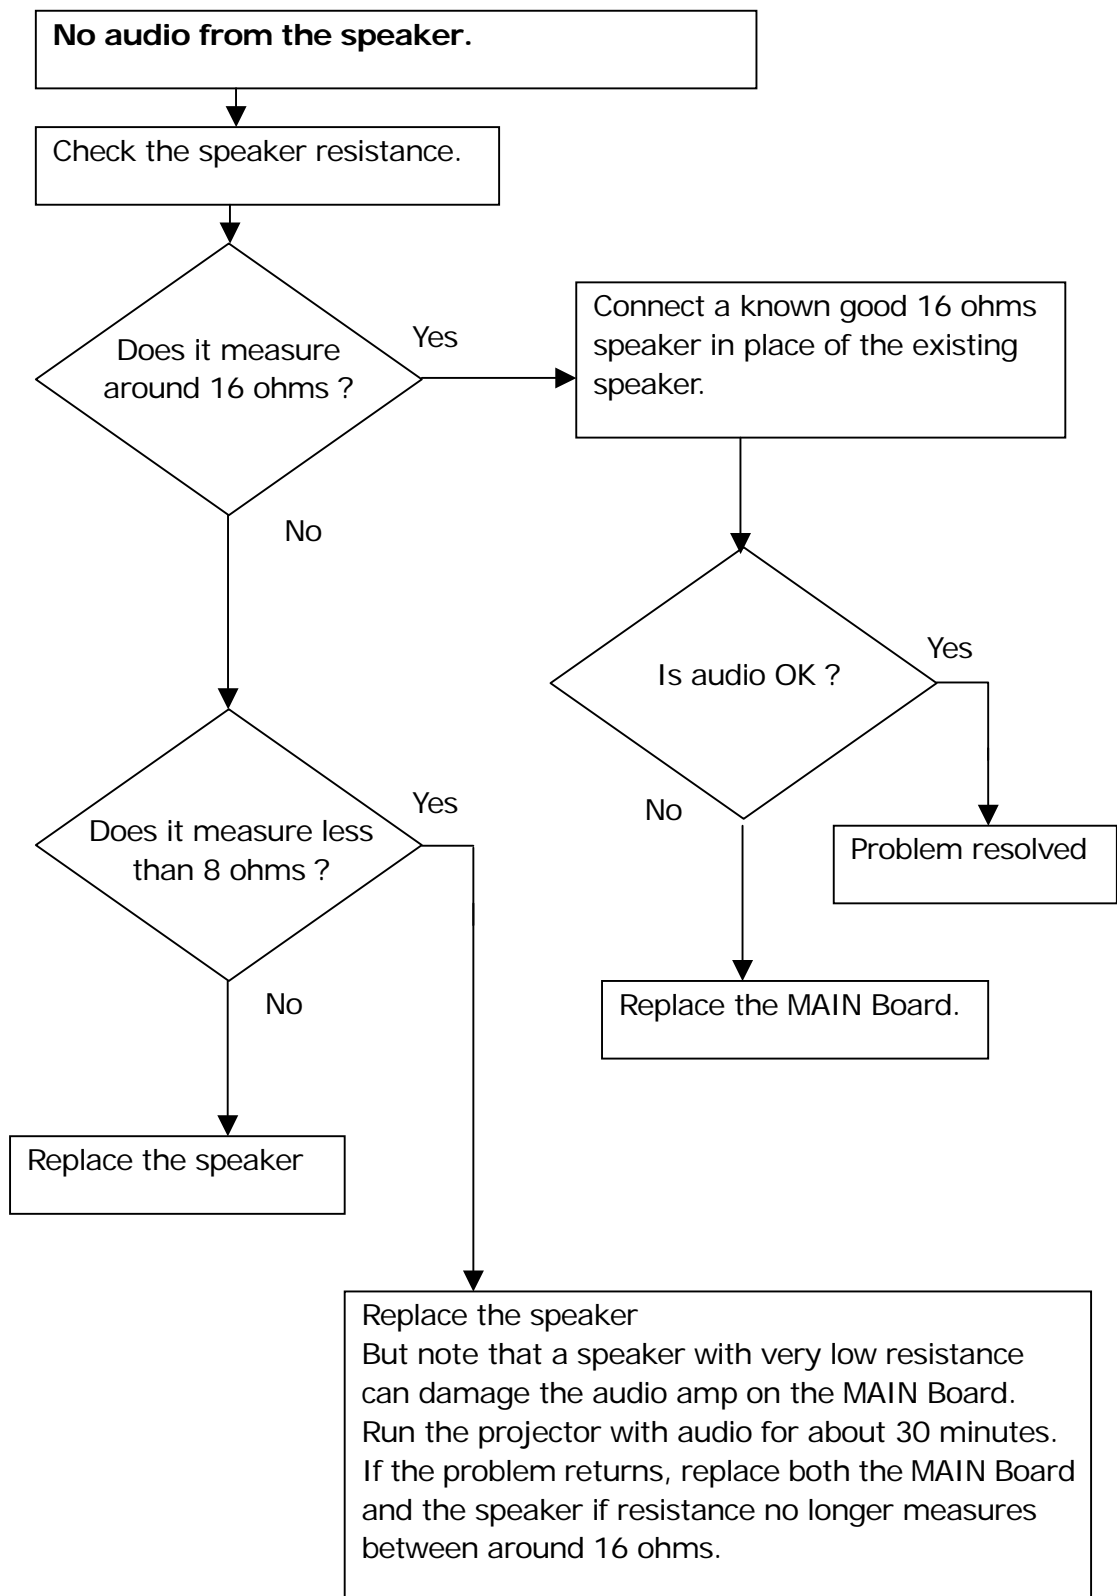 No audio from the speaker.
Check the speaker resistance.
Does it measure
around 16 ohms ?
Yes
No
Connect a known good 16 ohms
speaker in place of the existing
speaker.
Is audio OK ?
Yes
No
Problem resolved
Replace the MAIN Board.
Does it measure less
than 8 ohms ?
Yes
No
Replace the speaker
Replace the speaker
But note that a speaker with very low resistance
can damage the audio amp on the MAIN Board.
Run the projector with audio for about 30 minutes.
If the problem returns, replace both the MAIN Board
and the speaker if resistance no longer measures
between around 16 ohms.